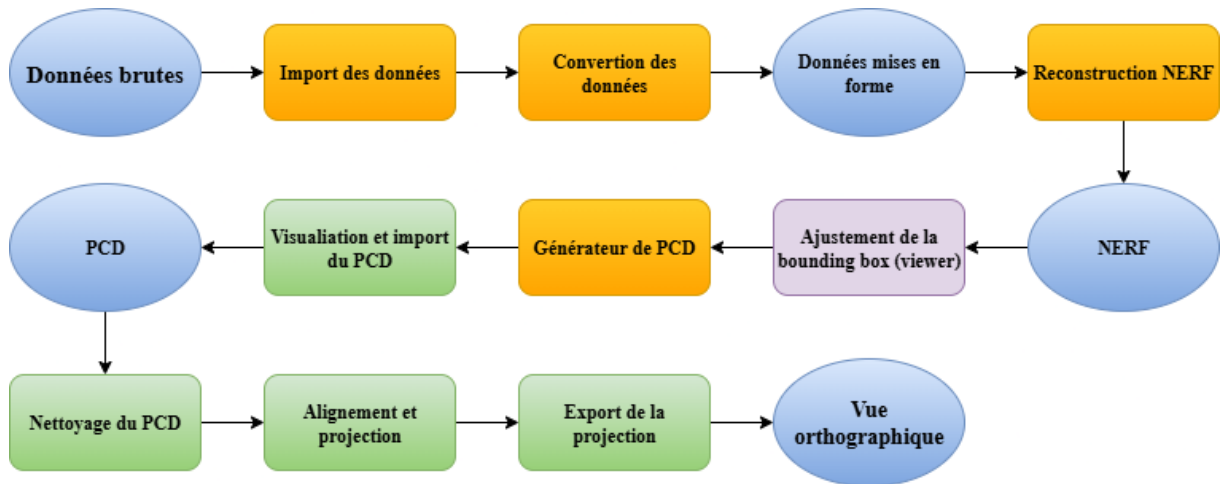 Données brutes
Import des données
Convertion des
données
Données mises en
forme
Reconstruction NERF
PCD
Visualiation et import
du PCD
Générateur de PCD
Ajustement de la
bounding box (viewer)
NERF
Nettoyage du PCD
Alignement et
projection
Export de la
projection
Vue
orthographique